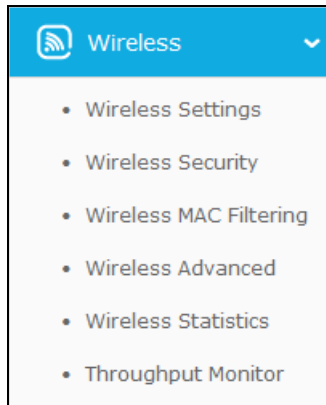 Wireless
• Wireless Settings
• Wireless Security
• Wireless MAC Filtering
• Wireless Advanced
• Wireless Statistics
• Throughput Monitor